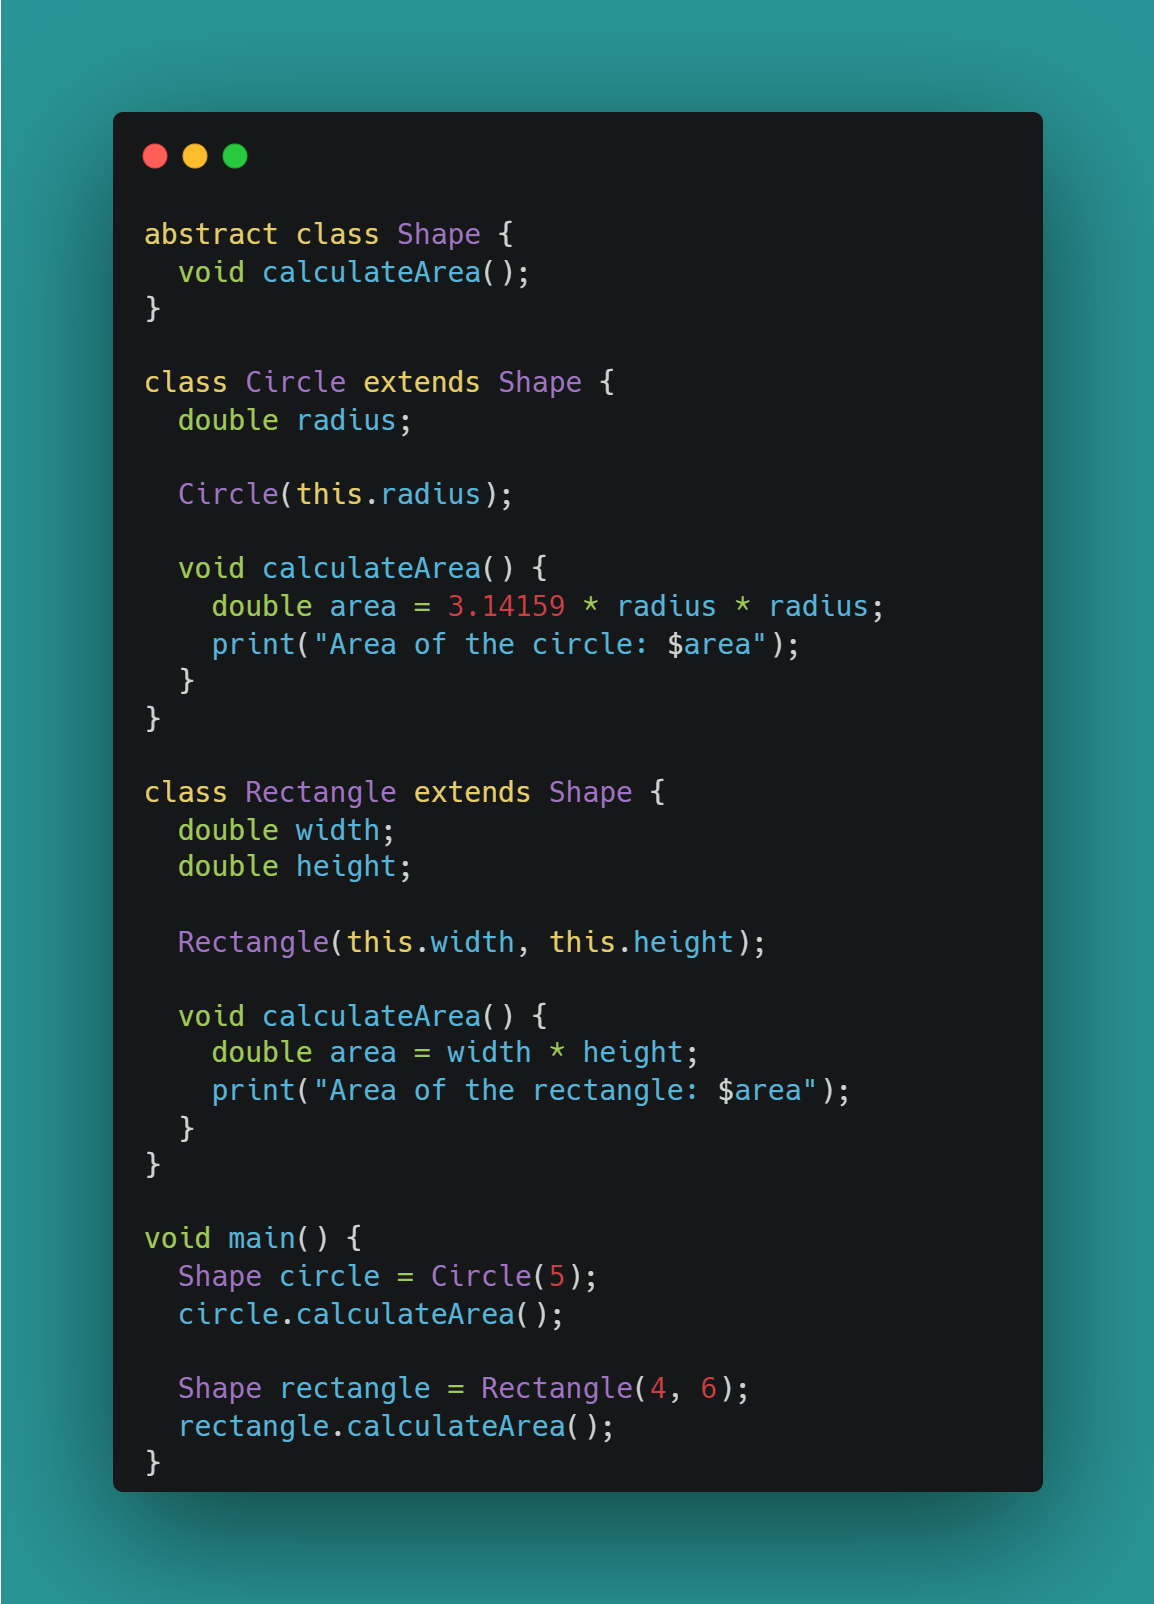 abstract class Shape {
  void calculateArea();
}

class Circle extends Shape {
  double radius;

  Circle(this.radius);

  void calculateArea() {
    double area = 3.14159 * radius * radius;
    print("Area of the circle: $area");
  }
}

class Rectangle extends Shape {
  double width;
  double height;

  Rectangle(this.width, this.height);

  void calculateArea() {
    double area = width * height;
    print("Area of the rectangle: $area");
  }
}

void main() {
  Shape circle = Circle(5);
  circle.calculateArea();

  Shape rectangle = Rectangle(4, 6);
  rectangle.calculateArea();
}